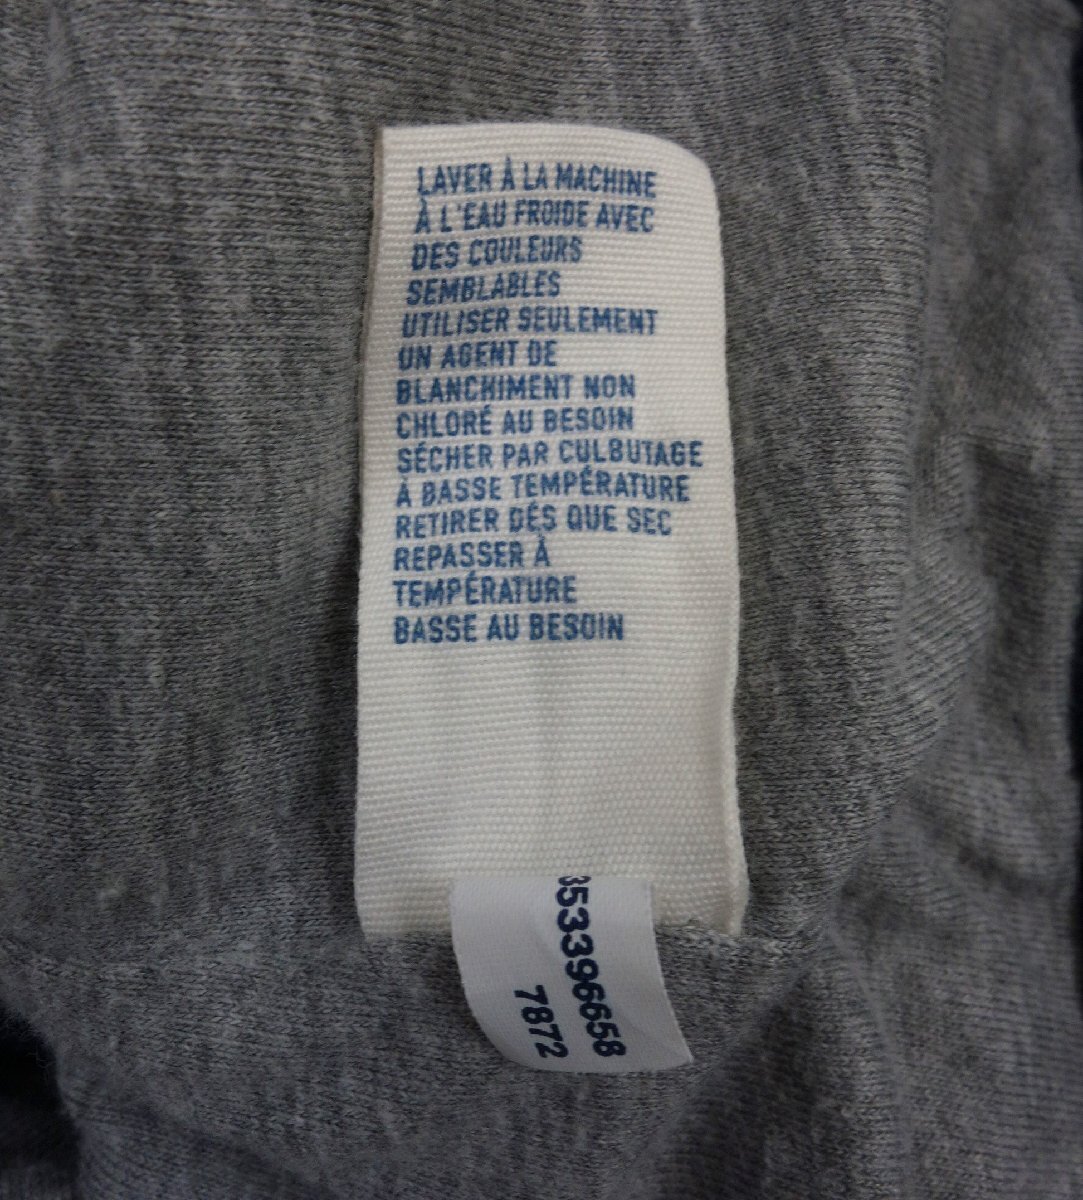 LAVER À LA MACHINE
À L'EAU FROIDE AVEC
DES COULEURS
SEMBLABLES
UTILISER SEULEMENT
UN AGENT DE
BLANCHIMENT NON
CHLORÉ AU BESOIN
SÉCHER PAR CULBUTAGE
À BASSE TEMPÉRATURE
RETIRER DÉS QUE SEC
REPASSER À
TEMPÉRATURE
BASSE AU BESOIN
7872